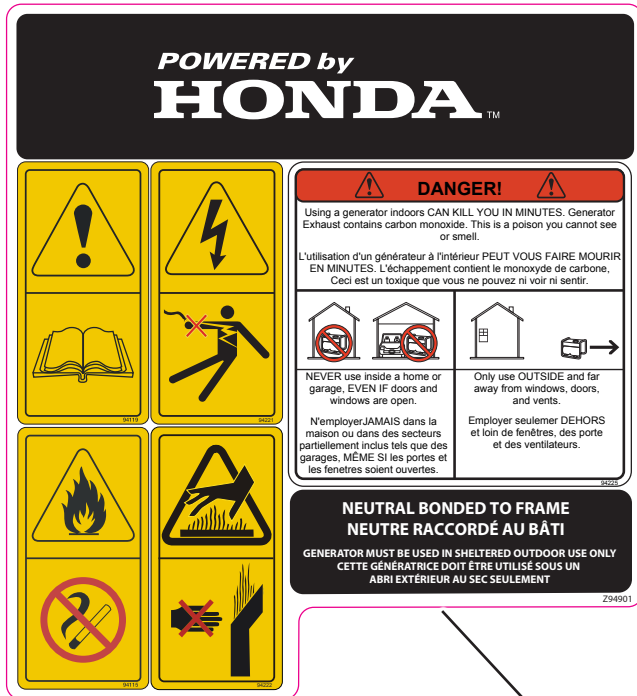 POWERED by
HONDA™
94119
94221
DANGER!
Using a generator indoors CAN KILL YOU IN MINUTES. Generator
Exhaust contains carbon monoxide. This is a poison you cannot see
or smell.
L'utilisation d'un générateur à l'intérieur PEUT VOUS FAIRE MOURIR
EN MINUTES. L'échappement contient le monoxyde de carbone,
Ceci est un toxique que vous ne pouvez ni voir ni sentir.
NEVER use inside a home or
garage, EVEN IF doors and
windows are open.
N'employerJAMAIS dans la
maison ou dans des secteurs
partiellement inclus tels que des
garages, MÊME SI les portes et
les fenetres soient ouvertes.
Only use OUTSIDE and far
away from windows, doors,
and vents.
Employer seulemer DEHORS
et loin de fenêtres, des porte
et des ventilateurs.
94225
94115
94222
NEUTRAL BONDED TO FRAME
NEUTRE RACCORDÉ AU BÂTI
GENERATOR MUST BE USED IN SHELTERED OUTDOOR USE ONLY
CETTE GÉNÉRATRICE DOIT ÊTRE UTILISÉ SOUS UN
ABRI EXTÉRIEUR AU SEC SEULEMENT
Z94901